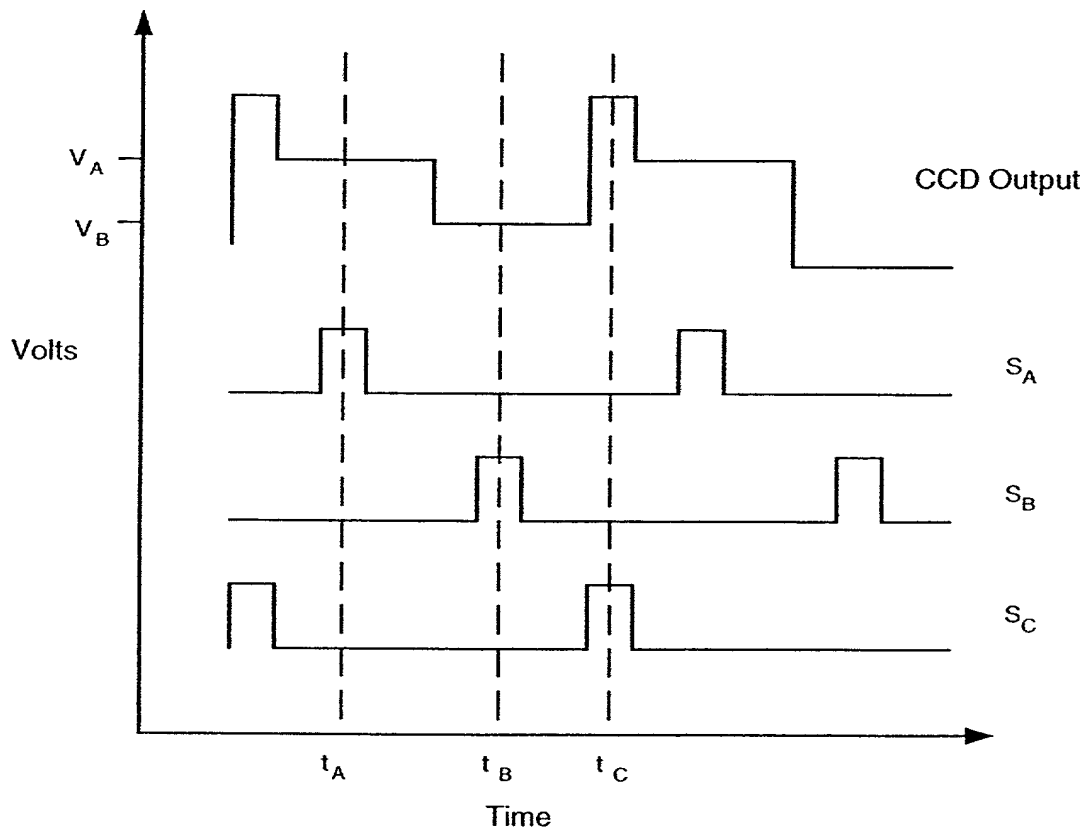 V_A
V_B
CCD Output
Volts
S_A
S_B
S_C
t_A t_B t_C
Time